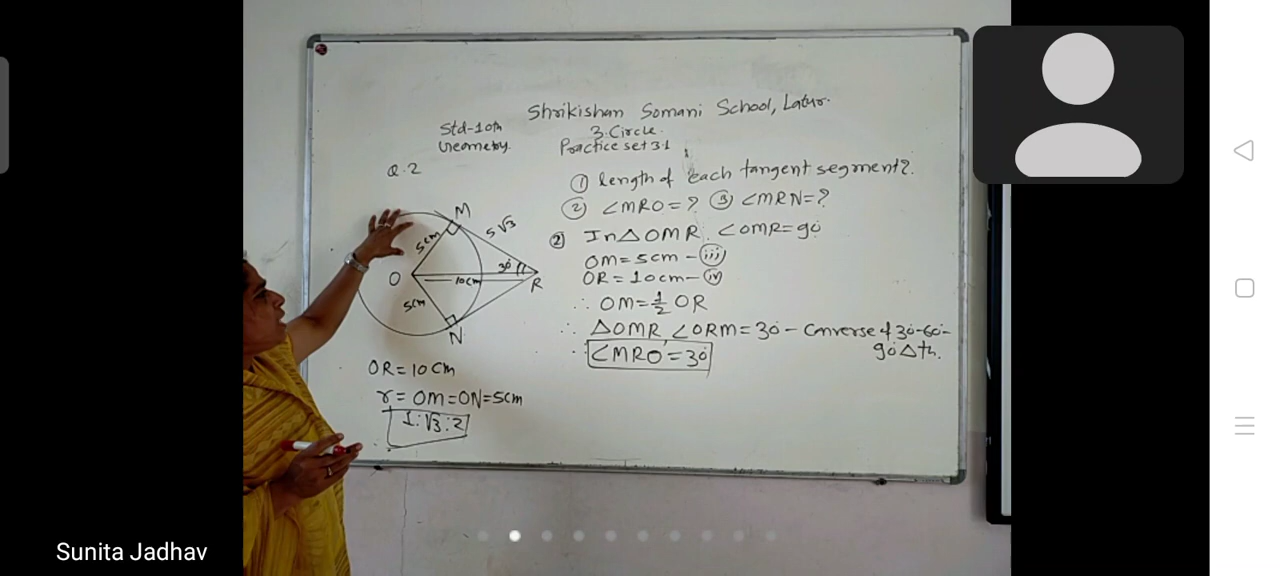 Shrikishan Somani School, Latur.
Std-10th
3. Circle.
Geometry.
Practice set 3.1
Q.2
① length of each tangent segment?
② ∠MRO = ? ③ ∠MRN = ?
② In △OMR. ∠OMR = 90°
OM = 5cm - (iii)
OR = 10cm - (iv)
∴ OM = 1/2 OR
∴ △OMR, ∠ORM = 30° - Converse of 30°-60°-
90° △ th.
∴ ∠MRO = 30°
M
5cm
5√3
30°
O
10cm
R
5cm
N
OR = 10cm
r = OM = ON = 5cm
1:√3:2
Sunita Jadhav